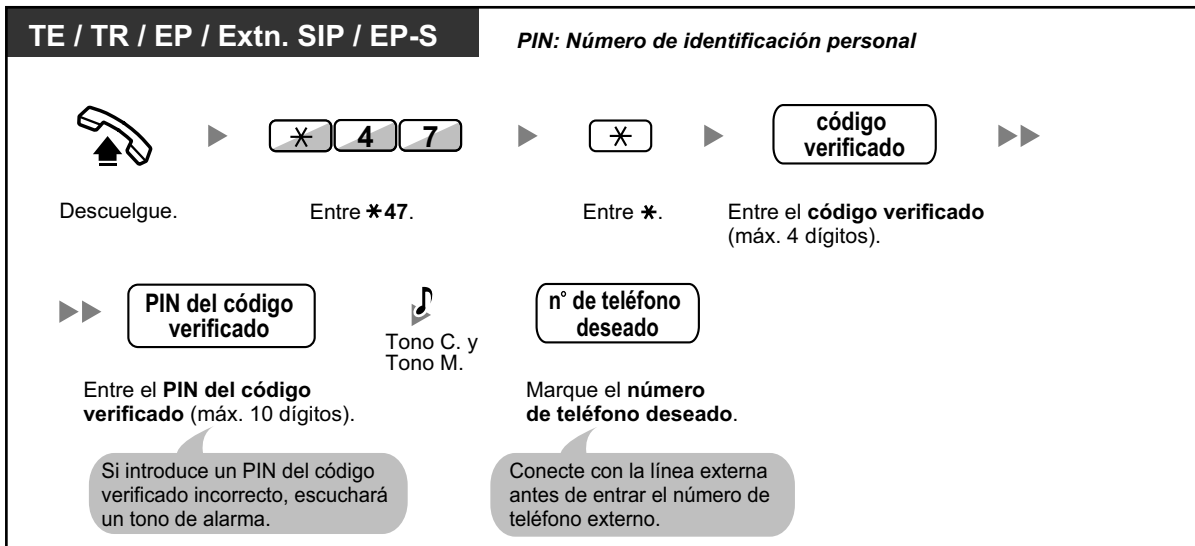 TE / TR / EP / Extn. SIP / EP-S
PIN: Número de identificación personal
* 4 7
*
código
verificado
Descuelgue.
Entre *47.
Entre *.
Entre el código verificado
(máx. 4 dígitos).
PIN del código
verificado
Tono C. y
Tono M.
n° de teléfono
deseado
Entre el PIN del código
verificado (máx. 10 dígitos).
Marque el número
de teléfono deseado.
Si introduce un PIN del código
verificado incorrecto, escuchará
un tono de alarma.
Conecte con la línea externa
antes de entrar el número de
teléfono externo.